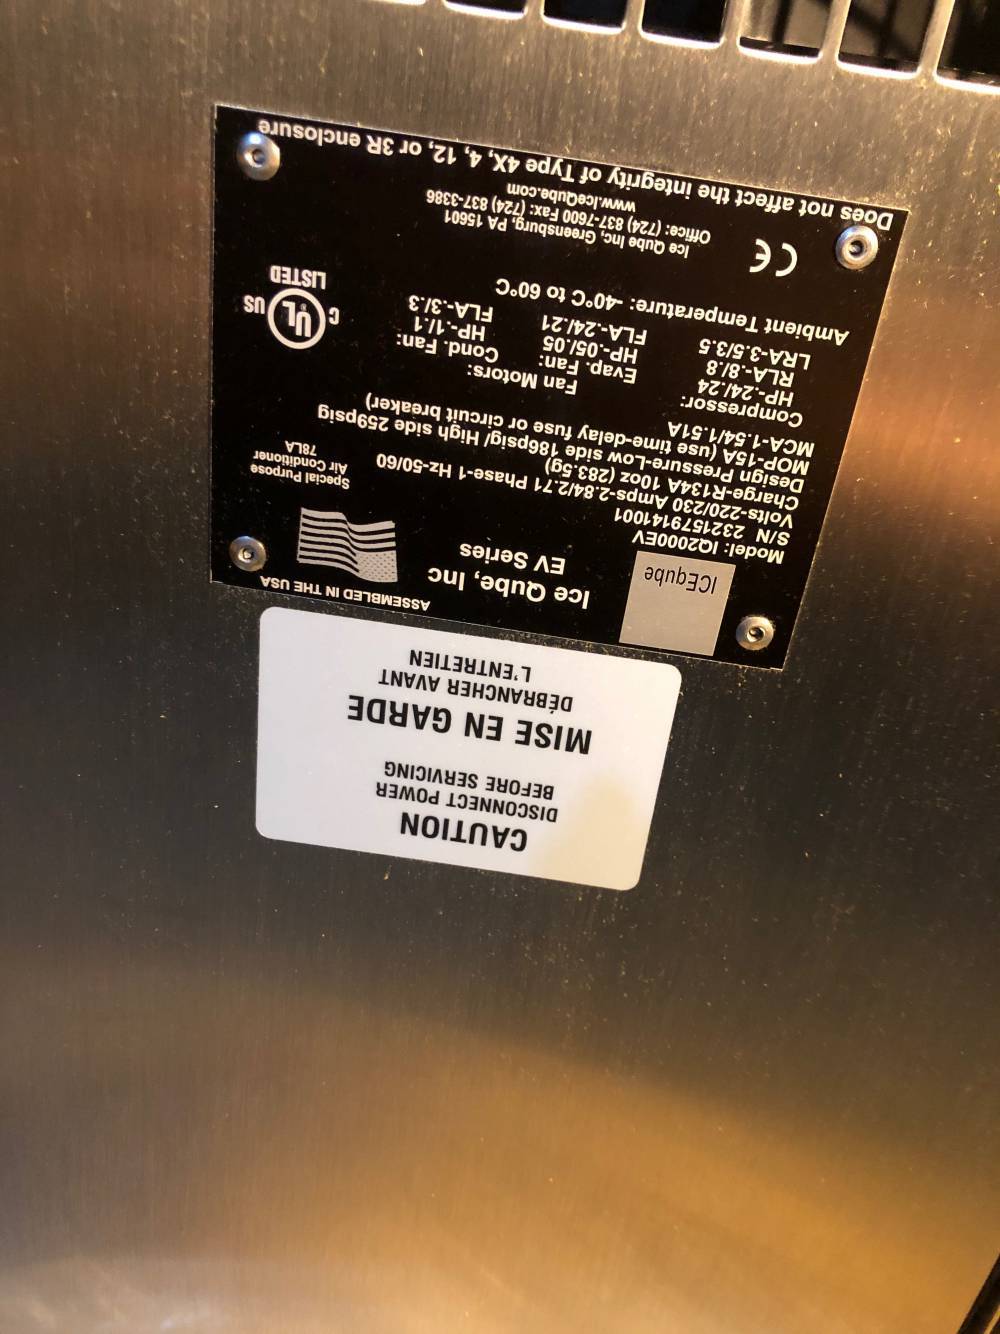 ASSEMBLED IN THE USA
ICEqube
Ice Qube, Inc
EV Series
Model: IQ2000EV
S/N 2321579141001
Volts-220/230 Amps-2.84/2.71 Phase-1 Hz-50/60
Charge-R134A 10oz (283.5g)
Design Pressure-Low side 186psig/ High side 259psig
MOP-15A (use time-delay fuse or circuit breaker)
MCA-1.54/1.51A
Special Purpose
Air Conditioner
78LA
Compressor:
HP-.24/.24
RLA-.8/.8
LRA-3.5/3.5
Fan Motors:
Evap. Fan:
HP-.05/.05
FLA-.24/.21
Cond. Fan:
HP-.1/.1
FLA-.3/.3
Ambient Temperature: -40°C to 60°C
C UL® US
LISTED
CE
Ice Qube Inc, Greensburg, PA 15601
Office: (724) 837-7600 Fax: (724) 837-3386
www.IceQube.com
Does not affect the integrity of Type 4X, 4, 12, or 3R enclosure
CAUTION
DISCONNECT POWER
BEFORE SERVICING
MISE EN GARDE
DÉBRANCHER AVANT
L'ENTRETIEN